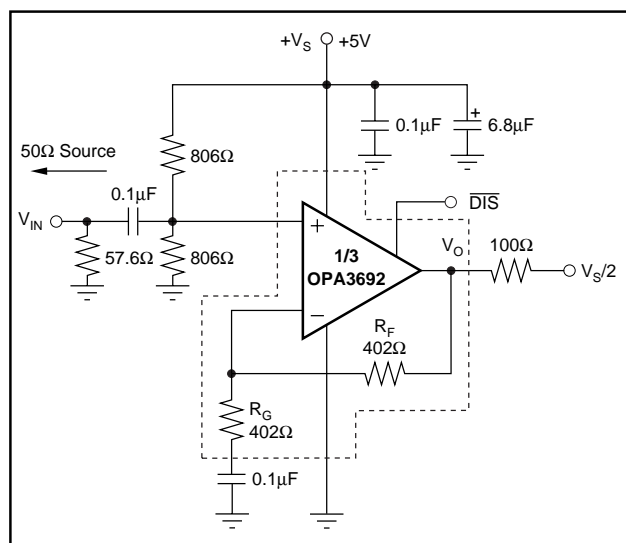 +V_S
+5V
50Ω Source
806Ω
0.1µF
6.8µF
+
0.1µF
V_IN
57.6Ω
806Ω
+
1/3
OPA3692
−
D̅I̅S̅
V_O
100Ω
V_S/2
R_F
402Ω
R_G
402Ω
0.1µF